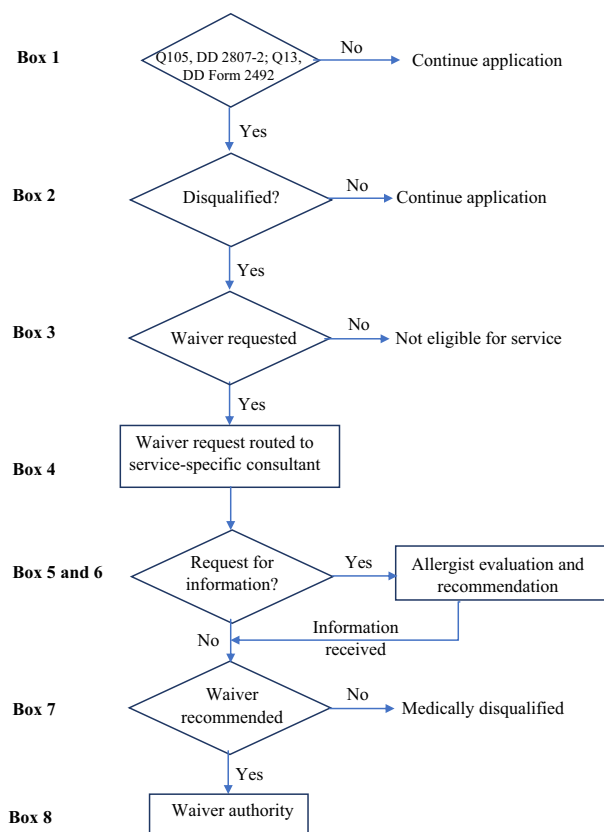 Box 1
Q105, DD 2807-2; Q13,
DD Form 2492
No
Continue application
Yes
Box 2
Disqualified?
No
Continue application
Yes
Box 3
Waiver requested
No
Not eligible for service
Yes
Box 4
Waiver request routed to
service-specific consultant
Box 5 and 6
Request for
information?
Yes
Allergist evaluation and
recommendation
Information
received
No
Box 7
Waiver
recommended
No
Medically disqualified
Yes
Box 8
Waiver authority